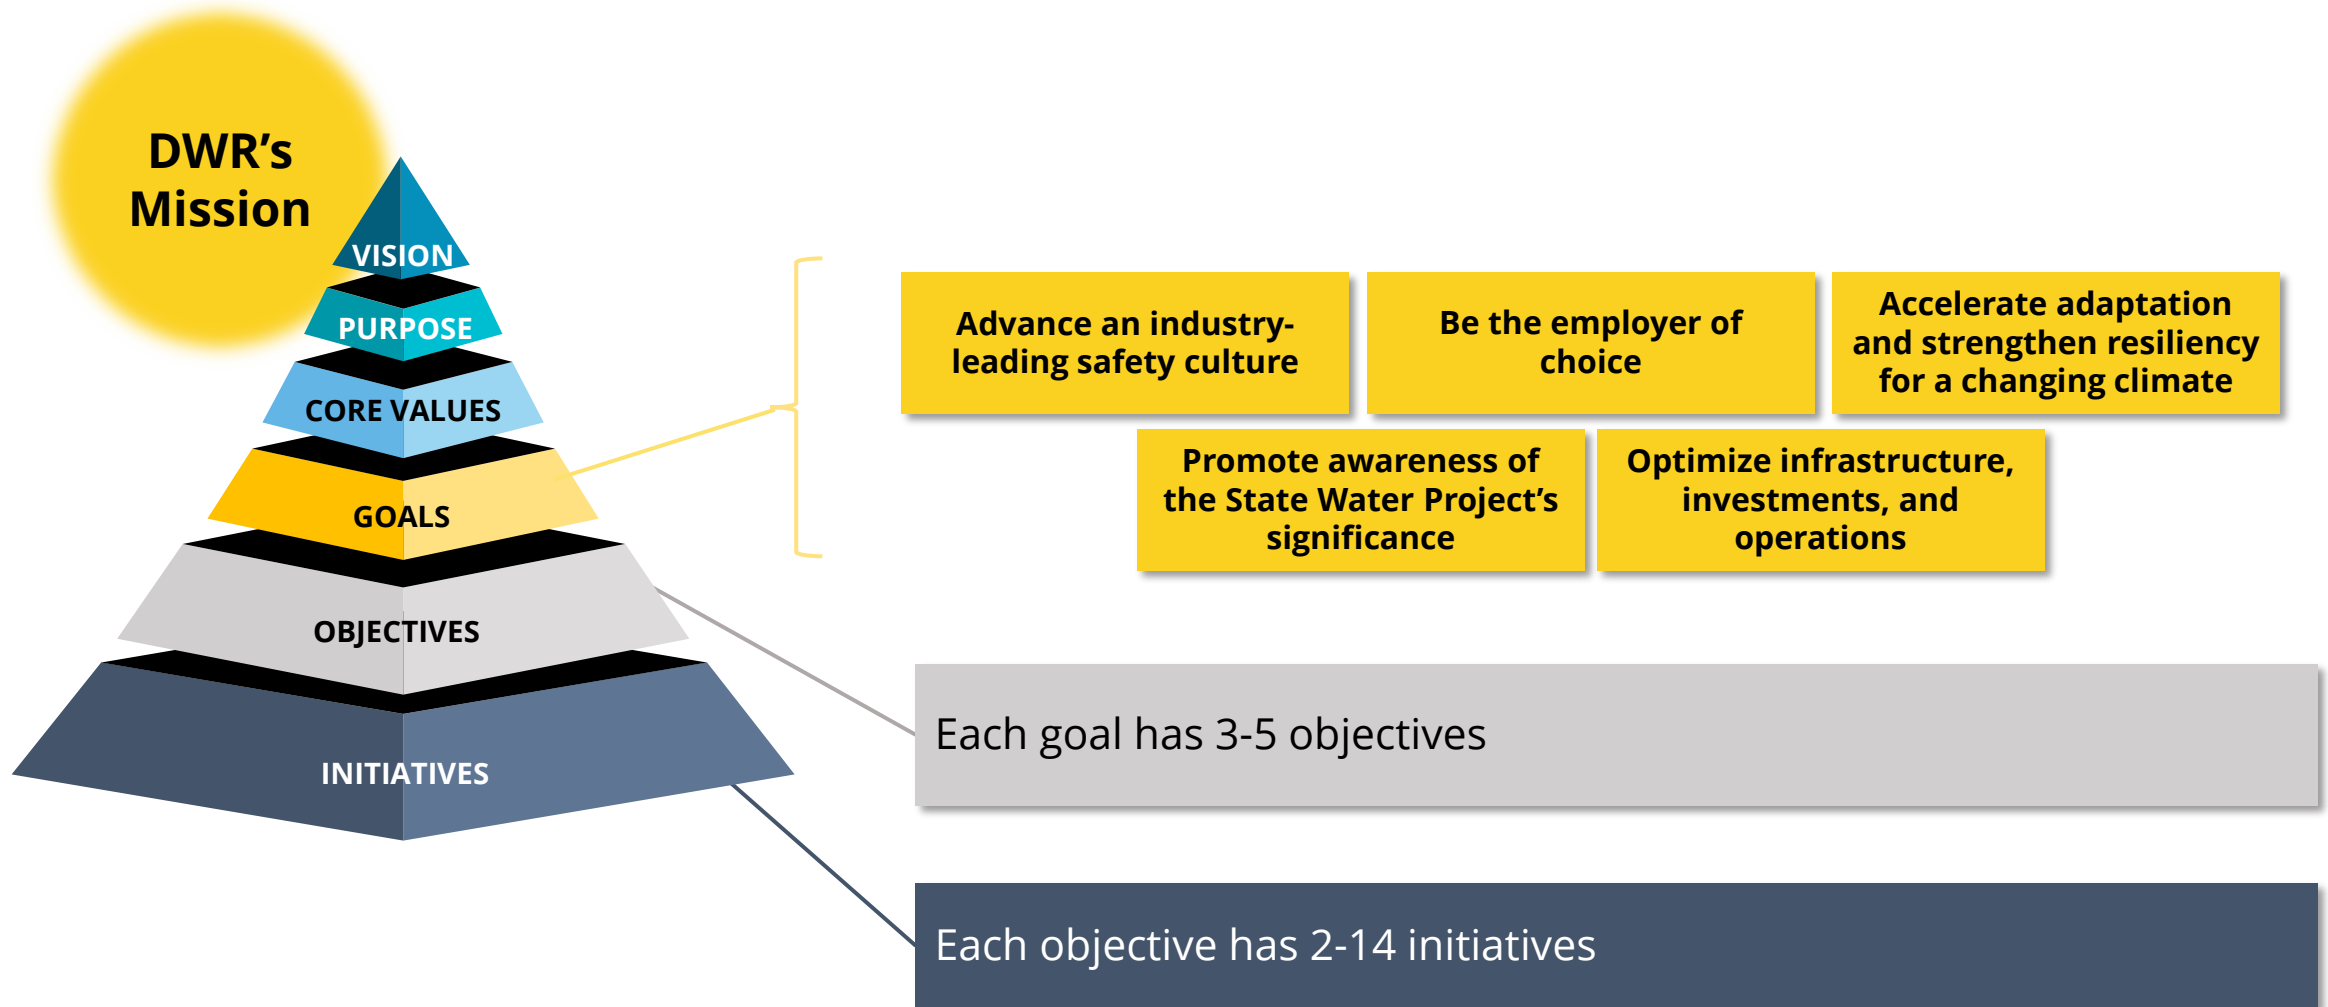 DWR’s
Mission
VISION
PURPOSE
CORE VALUES
GOALS
OBJECTIVES
INITIATIVES
Advance an industry-
leading safety culture
Be the employer of
choice
Accelerate adaptation
and strengthen resiliency
for a changing climate
Promote awareness of
the State Water Project’s
significance
Optimize infrastructure,
investments, and
operations
Each goal has 3-5 objectives
Each objective has 2-14 initiatives